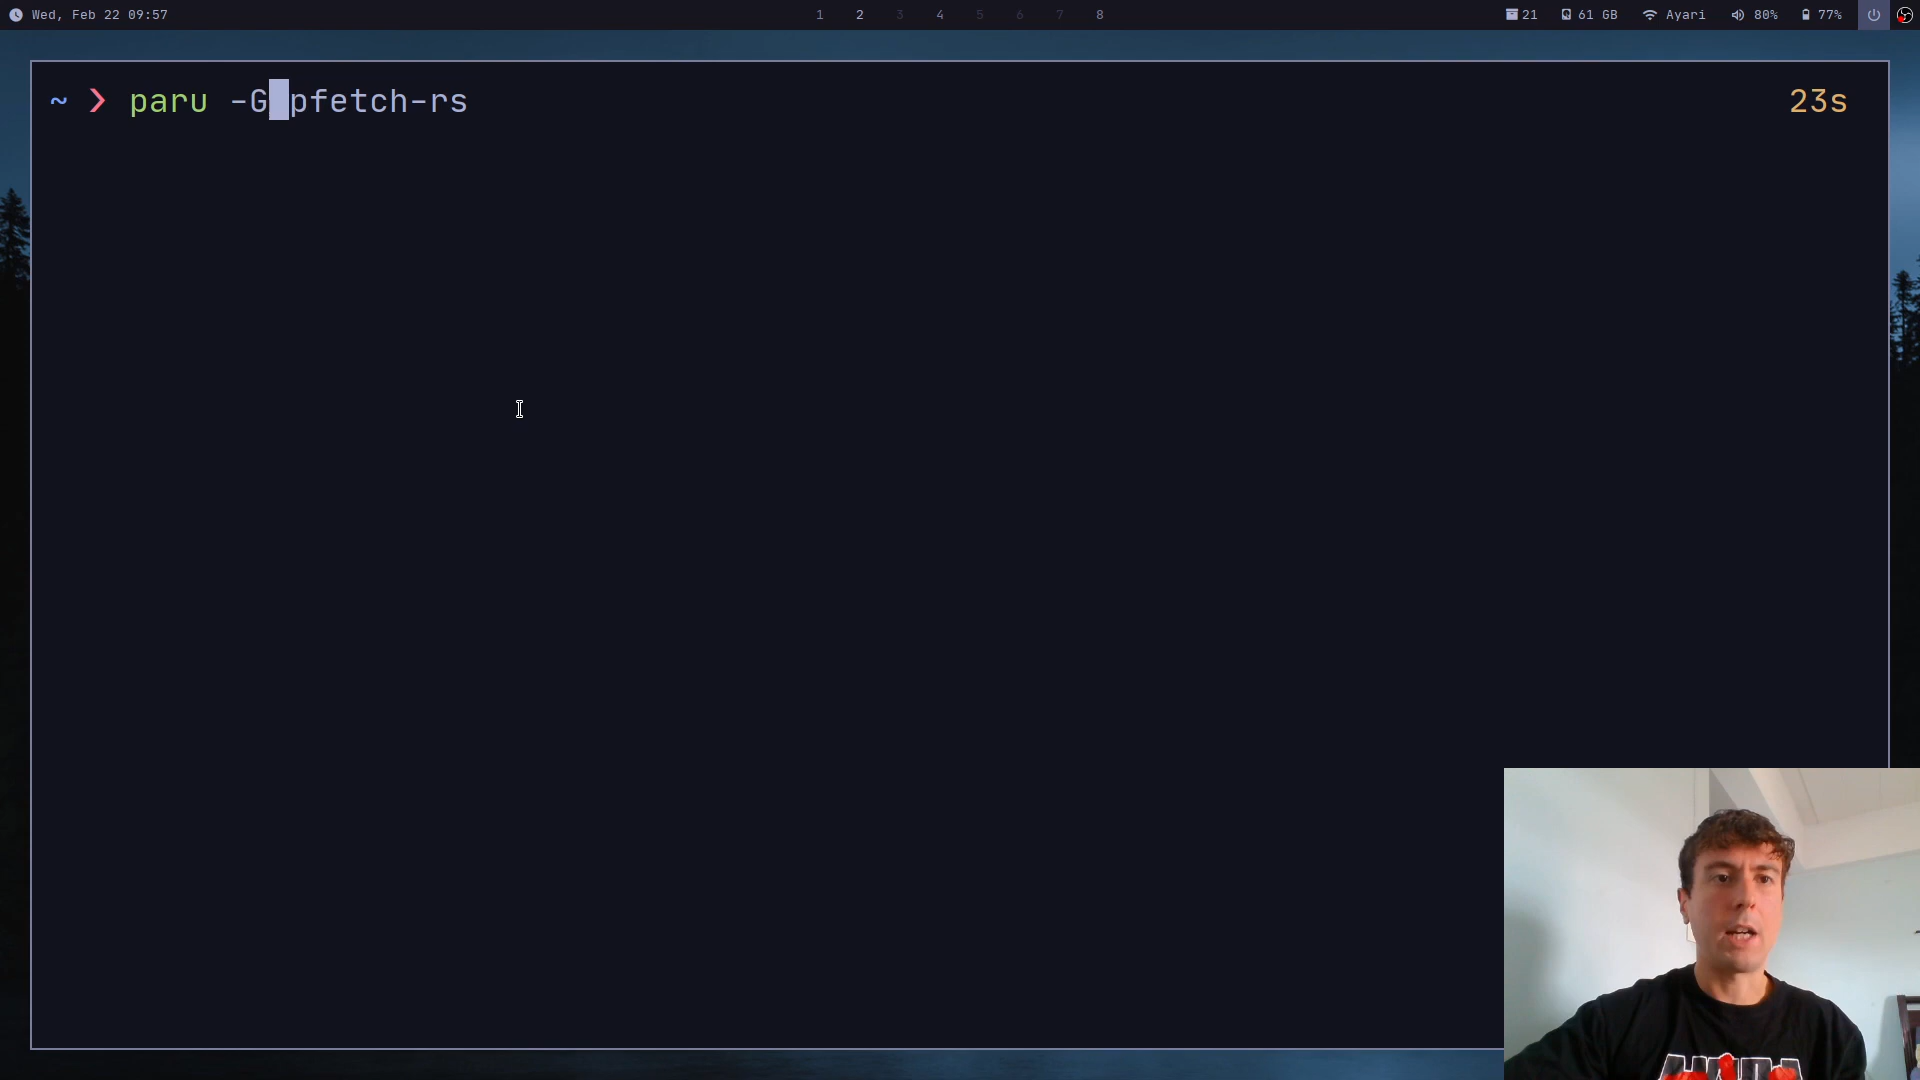 Wed, Feb 22 09:57 1 2 3 4 5 6 7 8 21 61 GB Ayari 80% 77%
~ ❯ paru -G pfetch-rs 23s